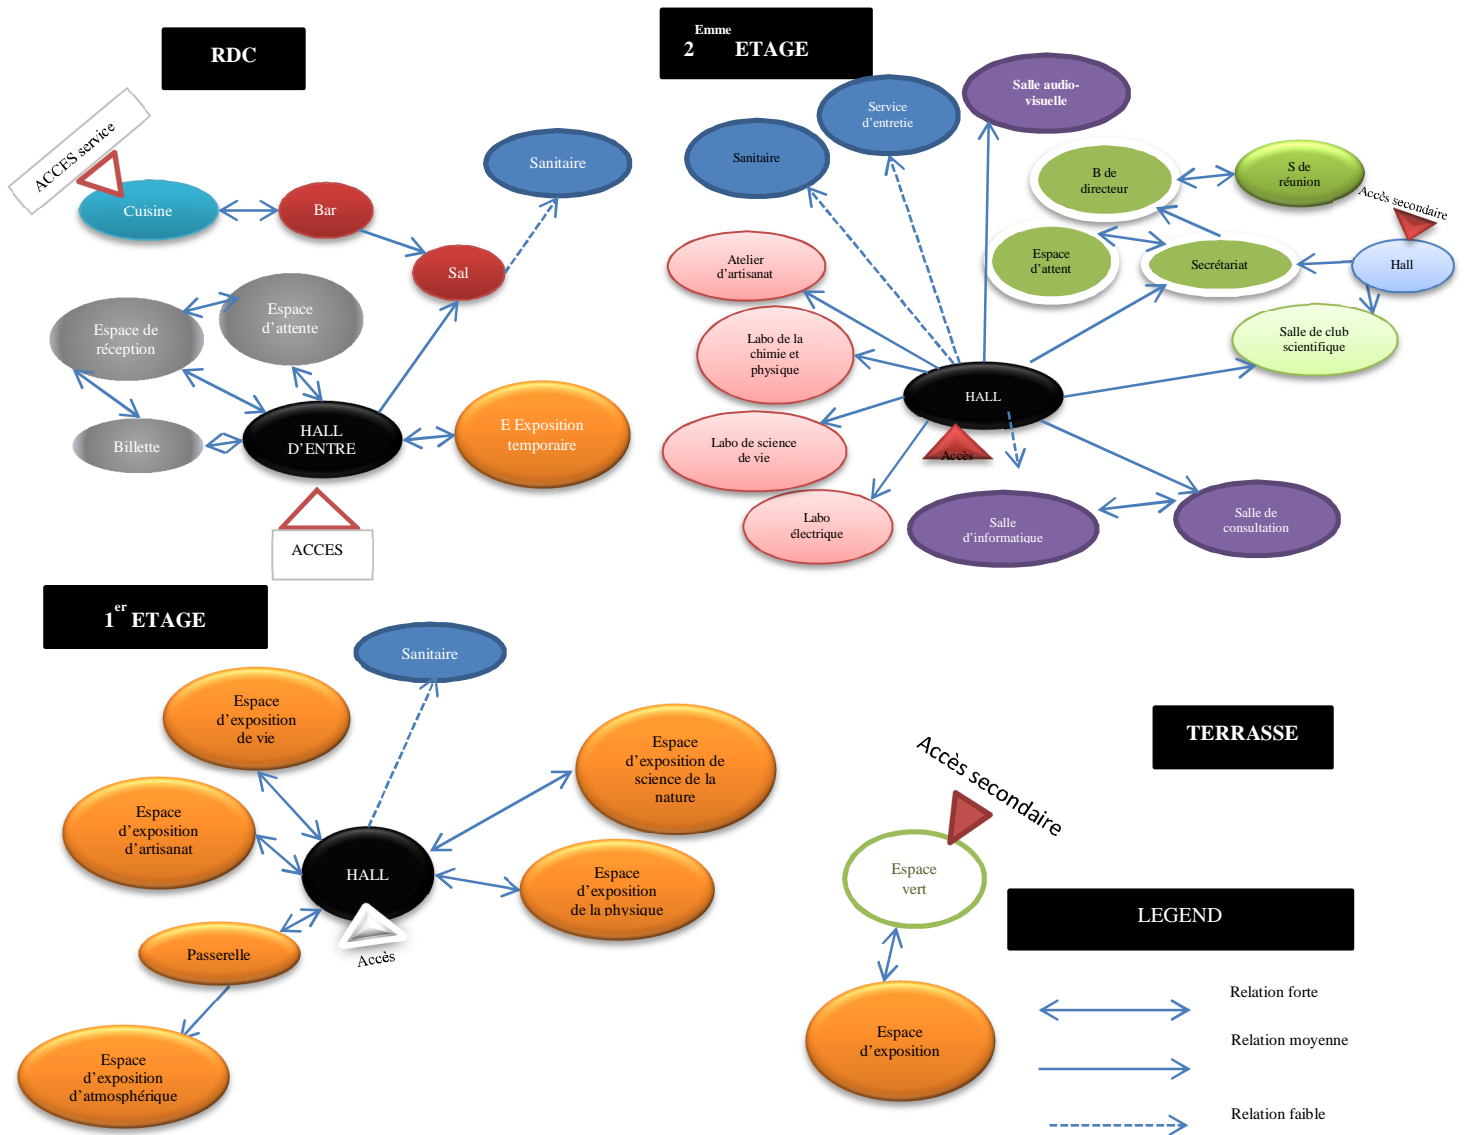 RDC
ACCES service
Cuisine
Bar
Sal
Sanitaire
Espace de
réception
Espace
d’attente
Billette
HALL
D’ENTRE
E Exposition
temporaire
ACCES
2 Emme ETAGE
Sanitaire
Service
d’entretie
Salle audio-
visuelle
B de
directeur
S de
réunion
Accès secondaire
Espace
d’attent
Secrétariat
Hall
Salle de club
scientifique
Atelier
d’artisanat
Labo de la
chimie et
physique
Labo de science
de vie
Labo
électrique
HALL
Accès
Salle
d’informatique
Salle de
consultation
1er ETAGE
Sanitaire
Espace
d’exposition
de vie
Espace
d’exposition
d’artisanat
Espace
d’exposition de
science de la
nature
Espace
d’exposition
de la physique
HALL
Accès
Passerelle
Espace
d’exposition
d’atmosphérique
TERRASSE
Accès secondaire
Espace
vert
Espace
d’exposition
LEGEND
Relation forte
Relation moyenne
Relation faible